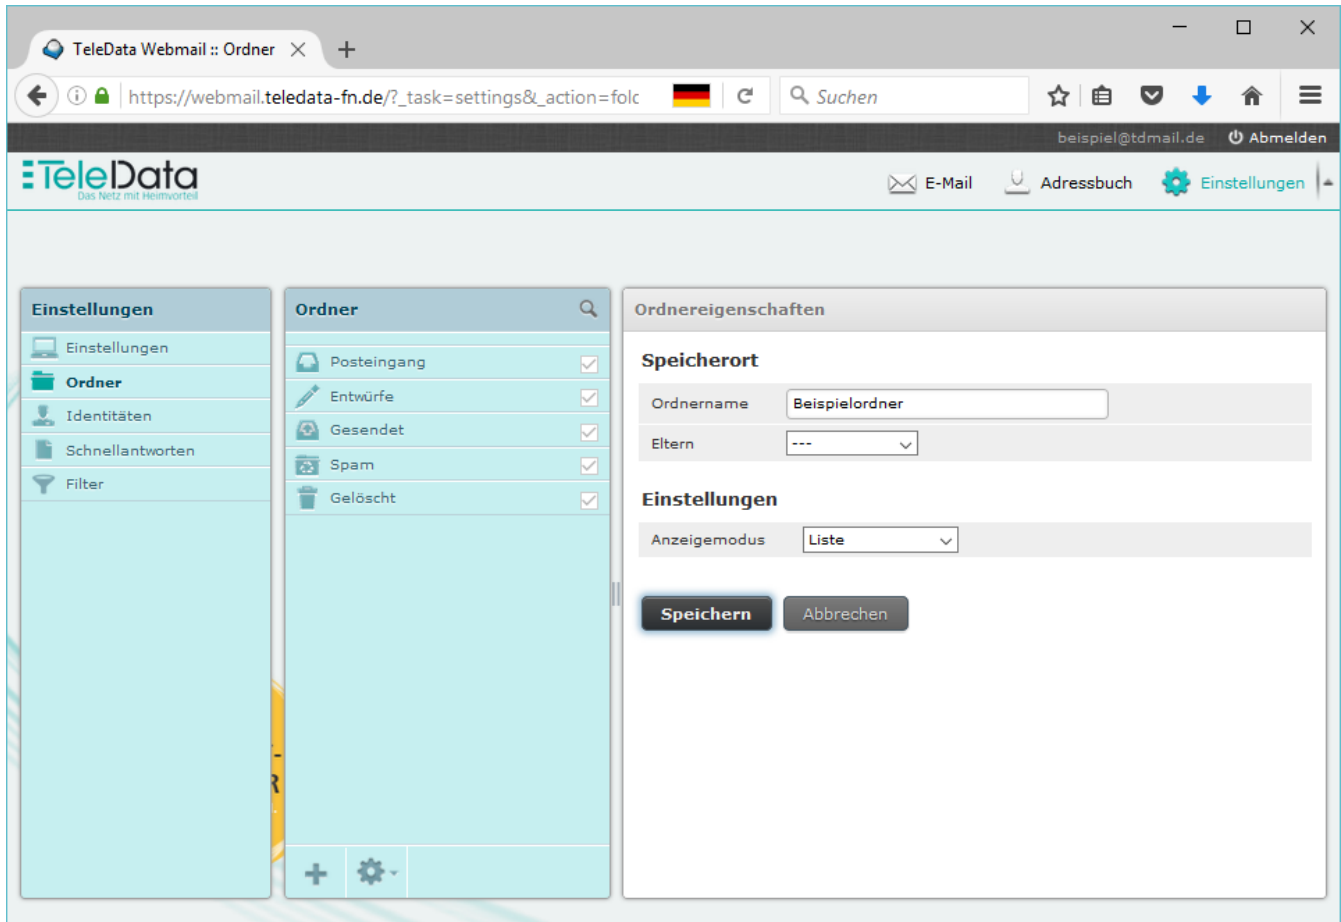 TeleData Webmail :: Ordner
https://webmail.teledata-fn.de/?_task=settings&_action=folc
Suchen
beispiel@tdmail.de Abmelden
TeleData
Das Netz mit Heimvorteil
E-Mail Adressbuch Einstellungen
Einstellungen
Einstellungen
Ordner
Identitäten
Schnellantworten
Filter
Ordner
Posteingang
Entwürfe
Gesendet
Spam
Gelöscht
Ordnereigenschaften
Speicherort
Ordnername Beispielordner
Eltern ---
Einstellungen
Anzeigemodus Liste
Speichern Abbrechen